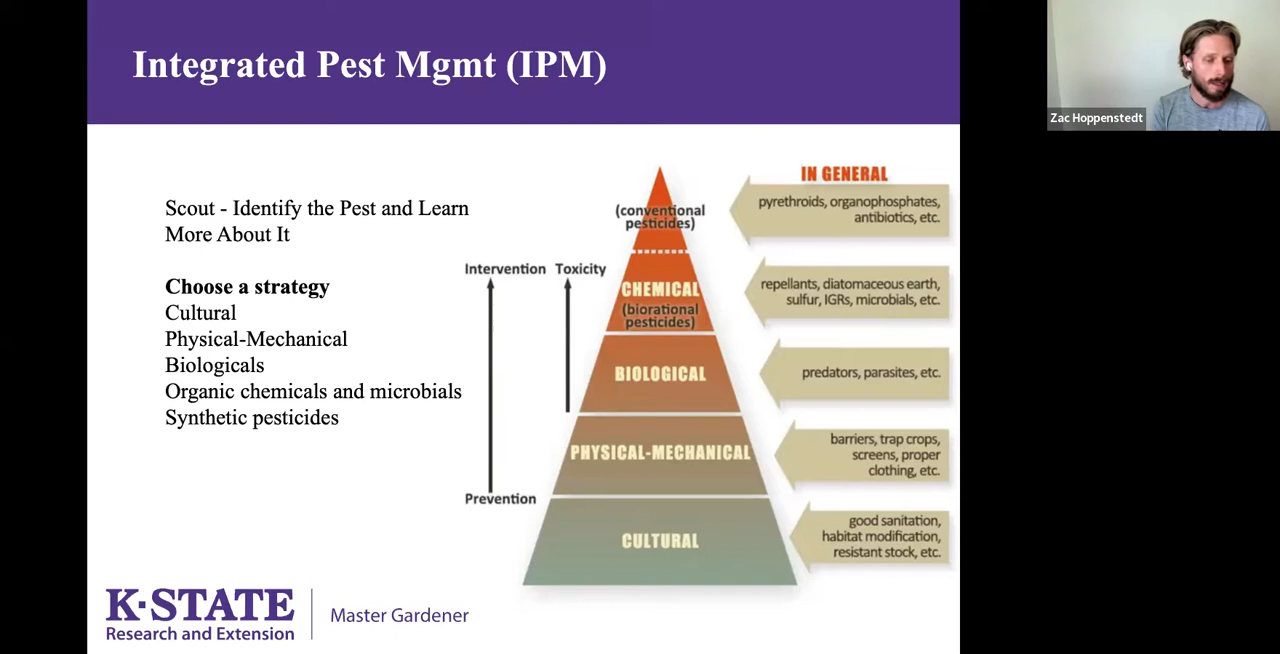 Integrated Pest Mgmt (IPM)
Zac Hoppenstedt
Scout - Identify the Pest and Learn
More About It
Choose a strategy
Cultural
Physical-Mechanical
Biologicals
Organic chemicals and microbials
Synthetic pesticides
Intervention
Toxicity
Prevention
(conventional
pesticides)
CHEMICAL
(biorational
pesticides)
BIOLOGICAL
PHYSICAL-MECHANICAL
CULTURAL
IN GENERAL
pyrethroids, organophosphates,
antibiotics, etc.
repellants, diatomaceous earth,
sulfur, IGRs, microbials, etc.
predators, parasites, etc.
barriers, trap crops,
screens, proper
clothing, etc.
good sanitation,
habitat modification,
resistant stock, etc.
K-STATE
Research and Extension
Master Gardener